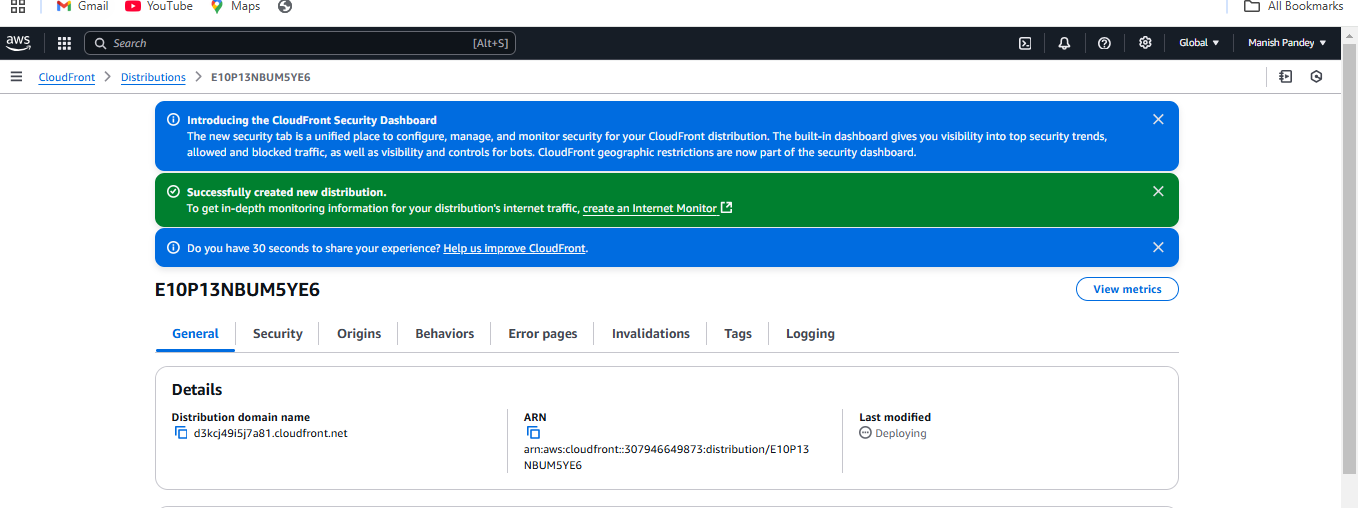 Gmail YouTube Maps All Bookmarks
aws Search [Alt+S] Global Manish Pandey
CloudFront Distributions E10P13NBUM5YE6
Introducing the CloudFront Security Dashboard
The new security tab is a unified place to configure, manage, and monitor security for your CloudFront distribution. The built-in dashboard gives you visibility into top security trends,
allowed and blocked traffic, as well as visibility and controls for bots. CloudFront geographic restrictions are now part of the security dashboard.
Successfully created new distribution.
To get in-depth monitoring information for your distribution's internet traffic, create an Internet Monitor
Do you have 30 seconds to share your experience? Help us improve CloudFront.
E10P13NBUM5YE6 View metrics
General Security Origins Behaviors Error pages Invalidations Tags Logging
Details
Distribution domain name
d3kcj49i5j7a81.cloudfront.net
ARN
arn:aws:cloudfront::307946649873:distribution/E10P13
NBUM5YE6
Last modified
Deploying